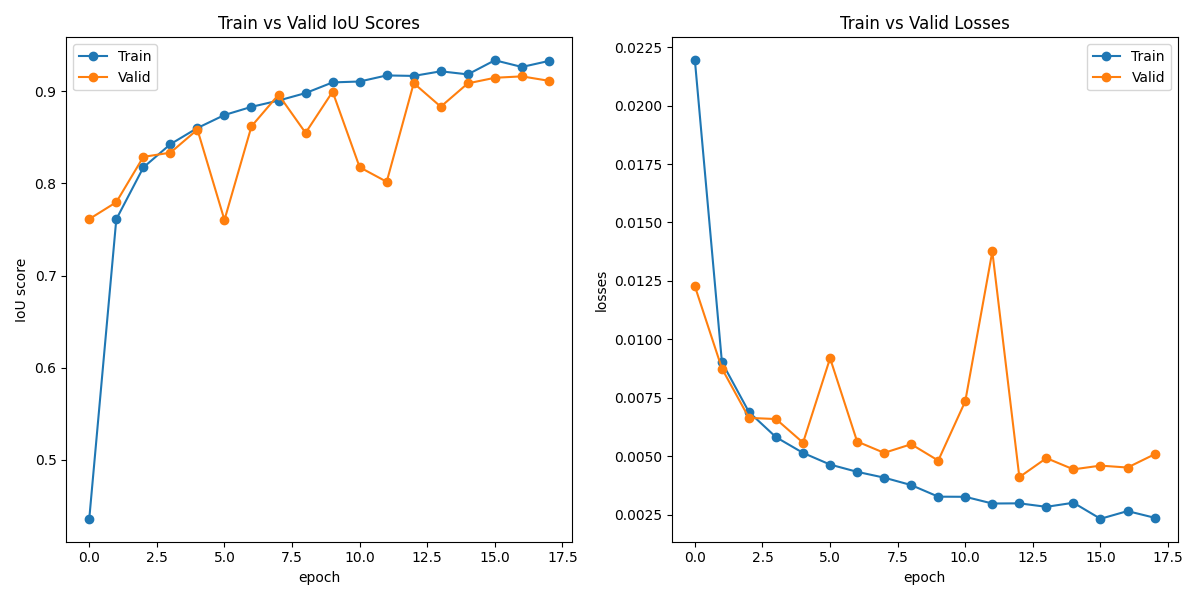 Train vs Valid IoU Scores
Train
Valid
0.9
0.8
0.7
0.6
0.5
IoU score
0.0 2.5 5.0 7.5 10.0 12.5 15.0 17.5
epoch
Train vs Valid Losses
Train
Valid
0.0225
0.0200
0.0175
0.0150
0.0125
0.0100
0.0075
0.0050
0.0025
losses
0.0 2.5 5.0 7.5 10.0 12.5 15.0 17.5
epoch